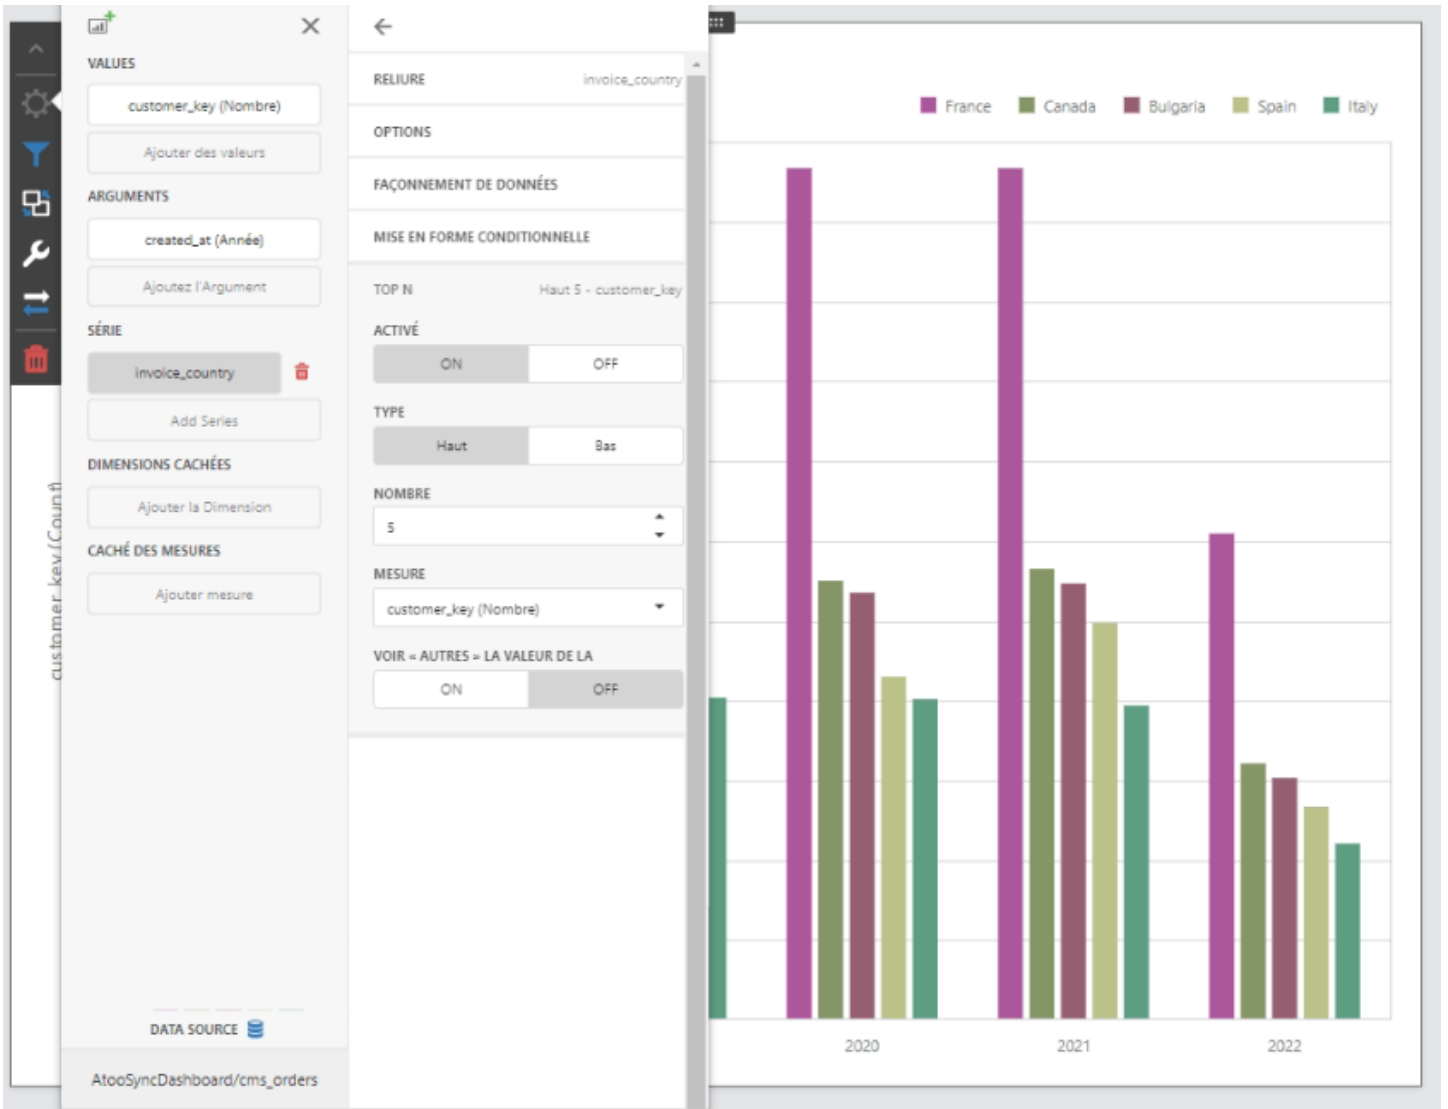 VALUES
customer_key (Nombre)
Ajouter des valeurs
ARGUMENTS
created_at (Année)
Ajoutez l'Argument
SÉRIE
invoice_country
Add Series
DIMENSIONS CACHÉES
Ajouter la Dimension
CACHÉ DES MESURES
Ajouter mesure
DATA SOURCE
AtooSyncDashboard/cms_orders
RELIURE invoice_country
OPTIONS
FAÇONNEMENT DE DONNÉES
MISE EN FORME CONDITIONNELLE
TOP N Haut 5 - customer_key
ACTIVÉ
ON OFF
TYPE
Haut Bas
NOMBRE
5
MESURE
customer_key (Nombre)
VOIR « AUTRES » LA VALEUR DE LA
ON OFF
customer_key (Count)
France Canada Bulgaria Spain Italy
2020 2021 2022